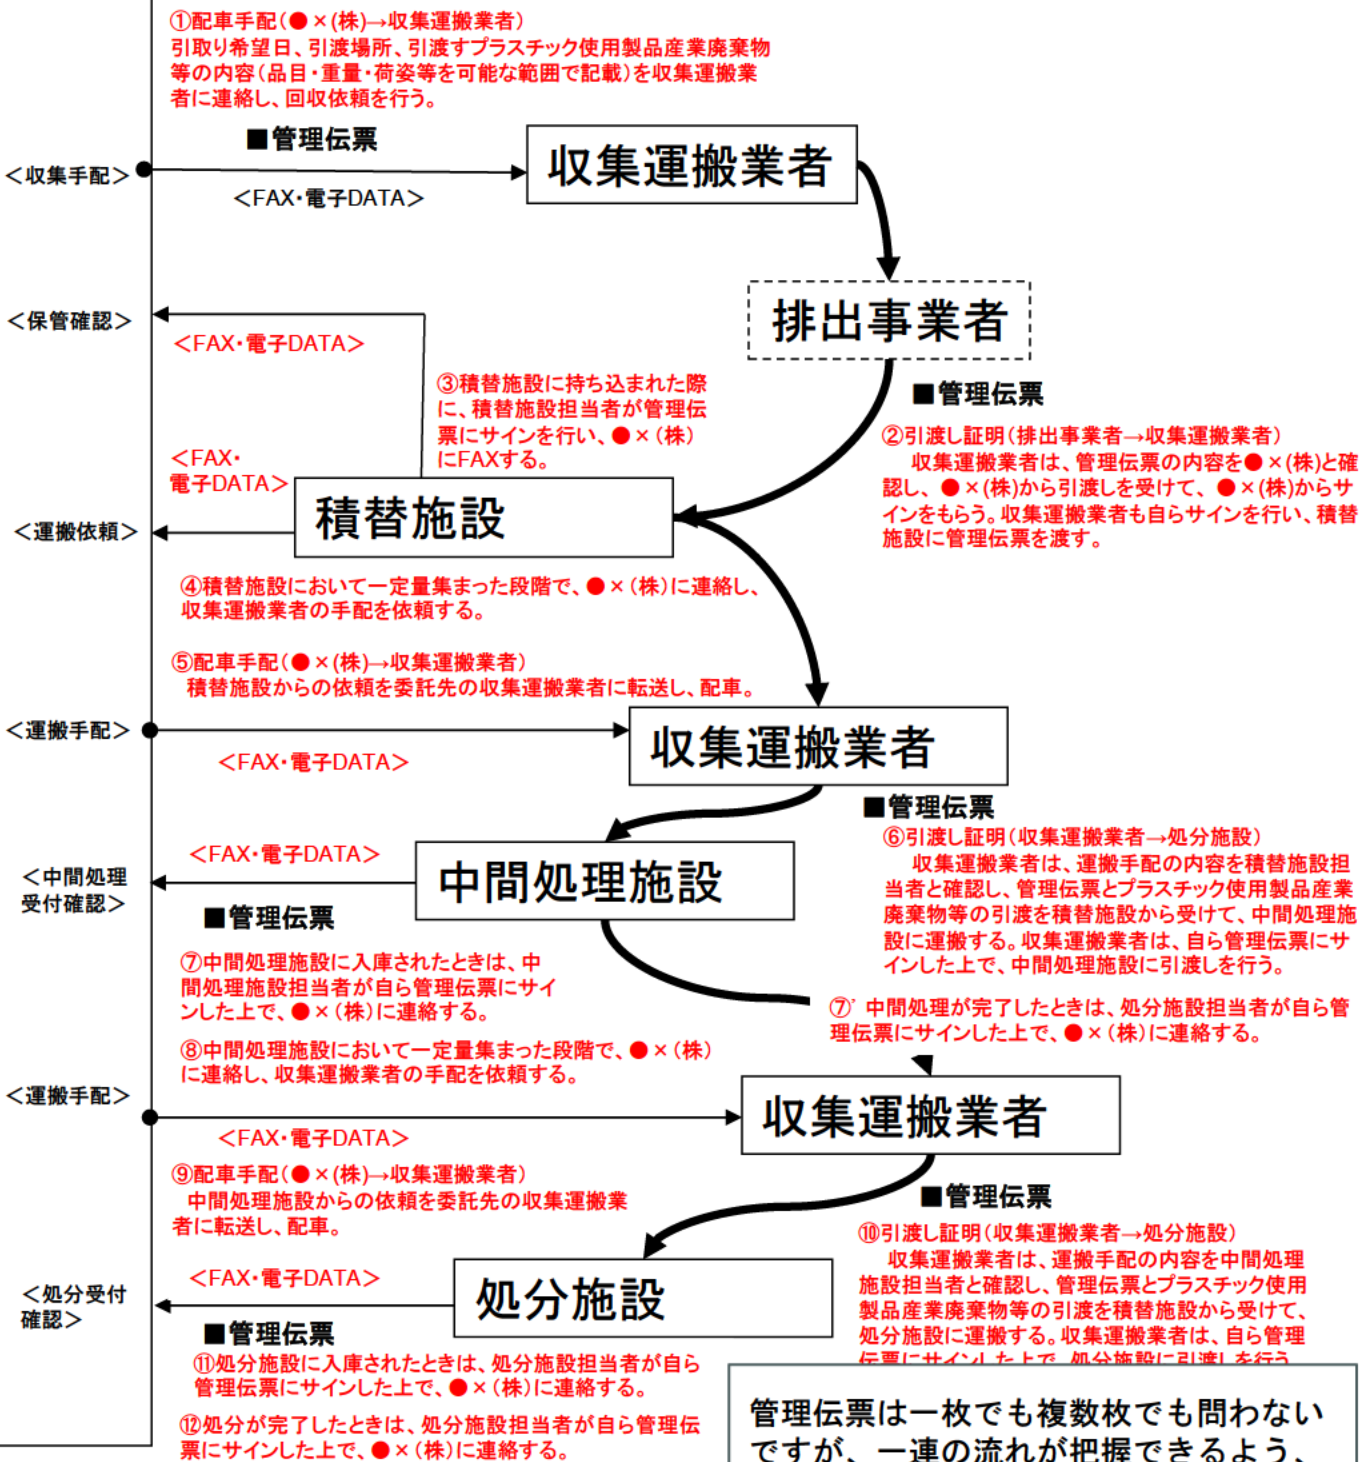 ①配車手配(●×(株)→収集運搬業者)
引取り希望日、引渡場所、引渡すプラスチック使用製品産業廃棄物
等の内容(品目・重量・荷姿等を可能な範囲で記載)を収集運搬業
者に連絡し、回収依頼を行う。
■管理伝票
収集運搬業者
<収集手配>
<FAX・電子DATA>
排出事業者
<保管確認>
<FAX・電子DATA>
③積替施設に持ち込まれた際
に、積替施設担当者が管理伝
票にサインを行い、●×(株)
にFAXする。
■管理伝票
②引渡し証明(排出事業者→収集運搬業者)
収集運搬業者は、管理伝票の内容を●×(株)と確
認し、●×(株)から引渡しを受けて、●×(株)からサ
インをもらう。収集運搬業者も自らサインを行い、積替
施設に管理伝票を渡す。
<FAX・
電子DATA>
積替施設
<運搬依頼>
④積替施設において一定量集まった段階で、●×(株)に連絡し、
収集運搬業者の手配を依頼する。
⑤配車手配(●×(株)→収集運搬業者)
積替施設からの依頼を委託先の収集運搬業者に転送し、配車。
<運搬手配>
収集運搬業者
<FAX・電子DATA>
■管理伝票
⑥引渡し証明(収集運搬業者→処分施設)
収集運搬業者は、運搬手配の内容を積替施設担
当者と確認し、管理伝票とプラスチック使用製品産業
廃棄物等の引渡を積替施設から受けて、中間処理施
設に運搬する。収集運搬業者は、自ら管理伝票にサ
インした上で、中間処理施設に引渡しを行う。
<FAX・電子DATA>
中間処理施設
<中間処理
受付確認>
■管理伝票
⑦中間処理施設に入庫されたときは、中
間処理施設担当者が自ら管理伝票にサイ
ンした上で、●×(株)に連絡する。
⑦’中間処理が完了したときは、処分施設担当者が自ら管
理伝票にサインした上で、●×(株)に連絡する。
⑧中間処理施設において一定量集まった段階で、●×(株)
に連絡し、収集運搬業者の手配を依頼する。
<運搬手配>
収集運搬業者
<FAX・電子DATA>
⑨配車手配(●×(株)→収集運搬業者)
中間処理施設からの依頼を委託先の収集運搬業
者に転送し、配車。
■管理伝票
⑩引渡し証明(収集運搬業者→処分施設)
収集運搬業者は、運搬手配の内容を中間処理
施設担当者と確認し、管理伝票とプラスチック使用
製品産業廃棄物等の引渡を積替施設から受けて、
処分施設に運搬する。収集運搬業者は、自ら管理
伝票にサインした上で、処分施設に引渡しを行う
<FAX・電子DATA>
処分施設
<処分受付
確認>
■管理伝票
⑪処分施設に入庫されたときは、処分施設担当者が自ら
管理伝票にサインした上で、●×(株)に連絡する。
⑫処分が完了したときは、処分施設担当者が自ら管理伝
票にサインした上で、●×(株)に連絡する。
管理伝票は一枚でも複数枚でも問わない
ですが、一連の流れが把握できるよう、